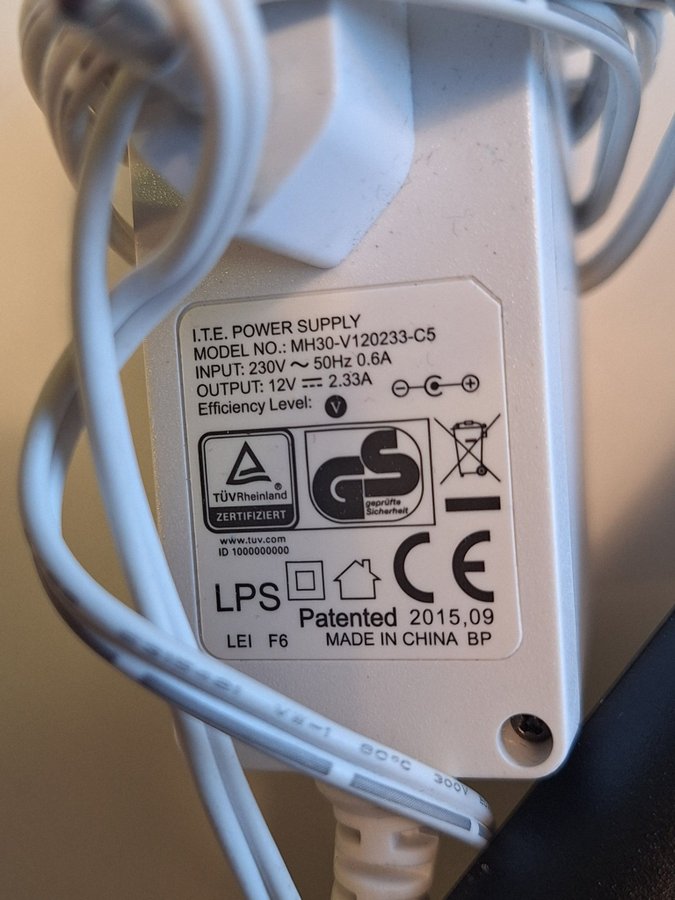 I.T.E. POWER SUPPLY
MODEL NO.: MH30-V120233-C5
INPUT: 230V ～ 50Hz 0.6A
OUTPUT: 12V ⎓ 2.33A
Efficiency Level: V
TÜVRheinland ®
ZERTIFIZIERT
GS
geprüfte
Sicherheit
www.tuv.com
ID 1000000000
LPS
CE
Patented 2015,09
LEI F6 MADE IN CHINA BP
80°C 300V